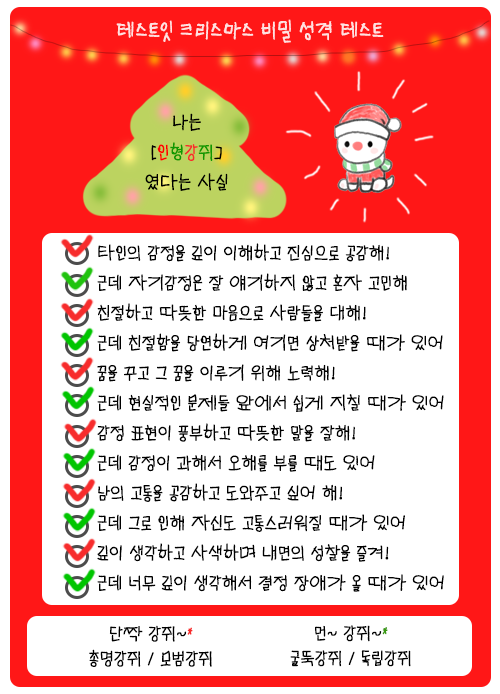 테스트잇 크리스마스 비밀 성격 테스트
나는
[인형강쥐]
였다는 사실
타인의 감정을 깊이 이해하고 진심으로 공감해!
근데 자기감정은 잘 얘기하지 않고 혼자 고민해
친절하고 따뜻한 마음으로 사람들을 대해!
근데 친절함을 당연하게 여기면 상처받을 때가 있어
꿈을 꾸고 그 꿈을 이루기 위해 노력해!
근데 현실적인 문제들 앞에서 쉽게 지칠 때가 있어
감정 표현이 풍부하고 따뜻한 말을 잘해!
근데 감정이 과해서 오해를 부를 때도 있어
남의 고통을 공감하고 도와주고 싶어 해!
근데 그로 인해 자신도 고통스러워질 때가 있어
깊이 생각하고 사색하며 내면의 성찰을 즐겨!
근데 너무 깊이 생각해서 결정 장애가 올 때가 있어
단짝 강쥐~* 먼~ 강쥐~*
총명강쥐 / 모범강쥐 굴뚝강쥐 / 독립강쥐